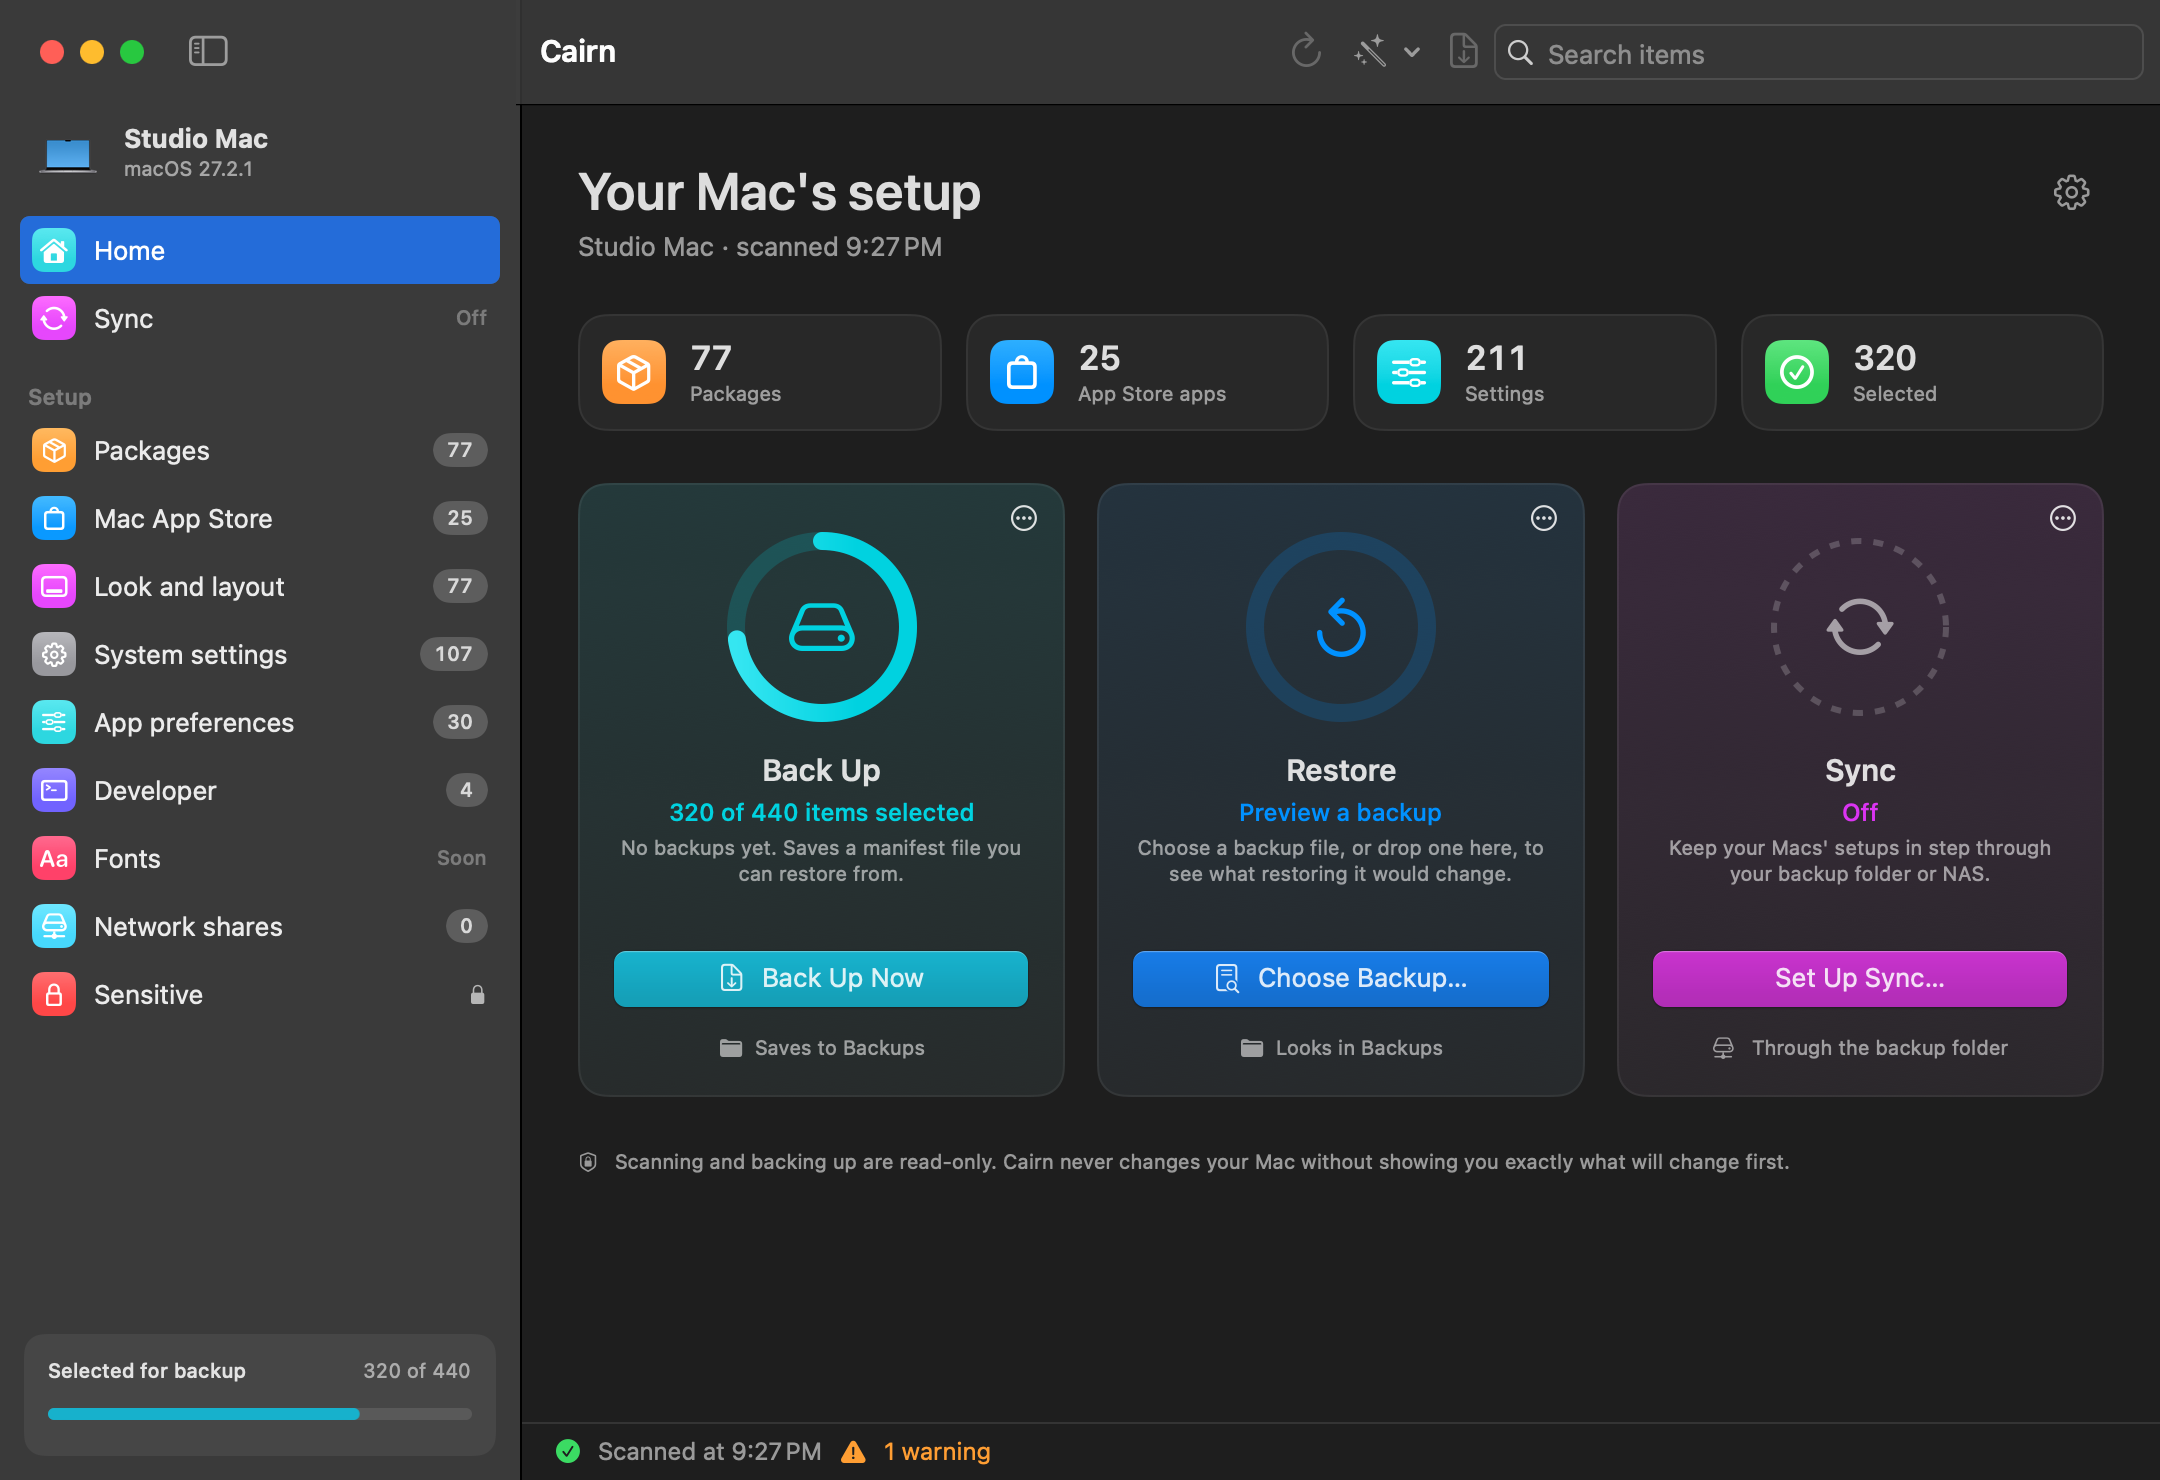 Cairn
Search items
Studio Mac
macOS 27.2.1
Home
Sync
Off
Setup
Packages
77
Mac App Store
25
Look and layout
77
System settings
107
App preferences
30
Developer
4
Aa
Fonts
Soon
Network shares
0
Sensitive
Selected for backup
320 of 440
Your Mac's setup
Studio Mac · scanned 9:27 PM
77
Packages
25
App Store apps
211
Settings
320
Selected
Back Up
320 of 440 items selected
No backups yet. Saves a manifest file you
can restore from.
Back Up Now
Saves to Backups
Restore
Preview a backup
Choose a backup file, or drop one here, to
see what restoring it would change.
Choose Backup...
Looks in Backups
Sync
Off
Keep your Macs' setups in step through
your backup folder or NAS.
Set Up Sync...
Through the backup folder
Scanning and backing up are read-only. Cairn never changes your Mac without showing you exactly what will change first.
Scanned at 9:27 PM
1 warning